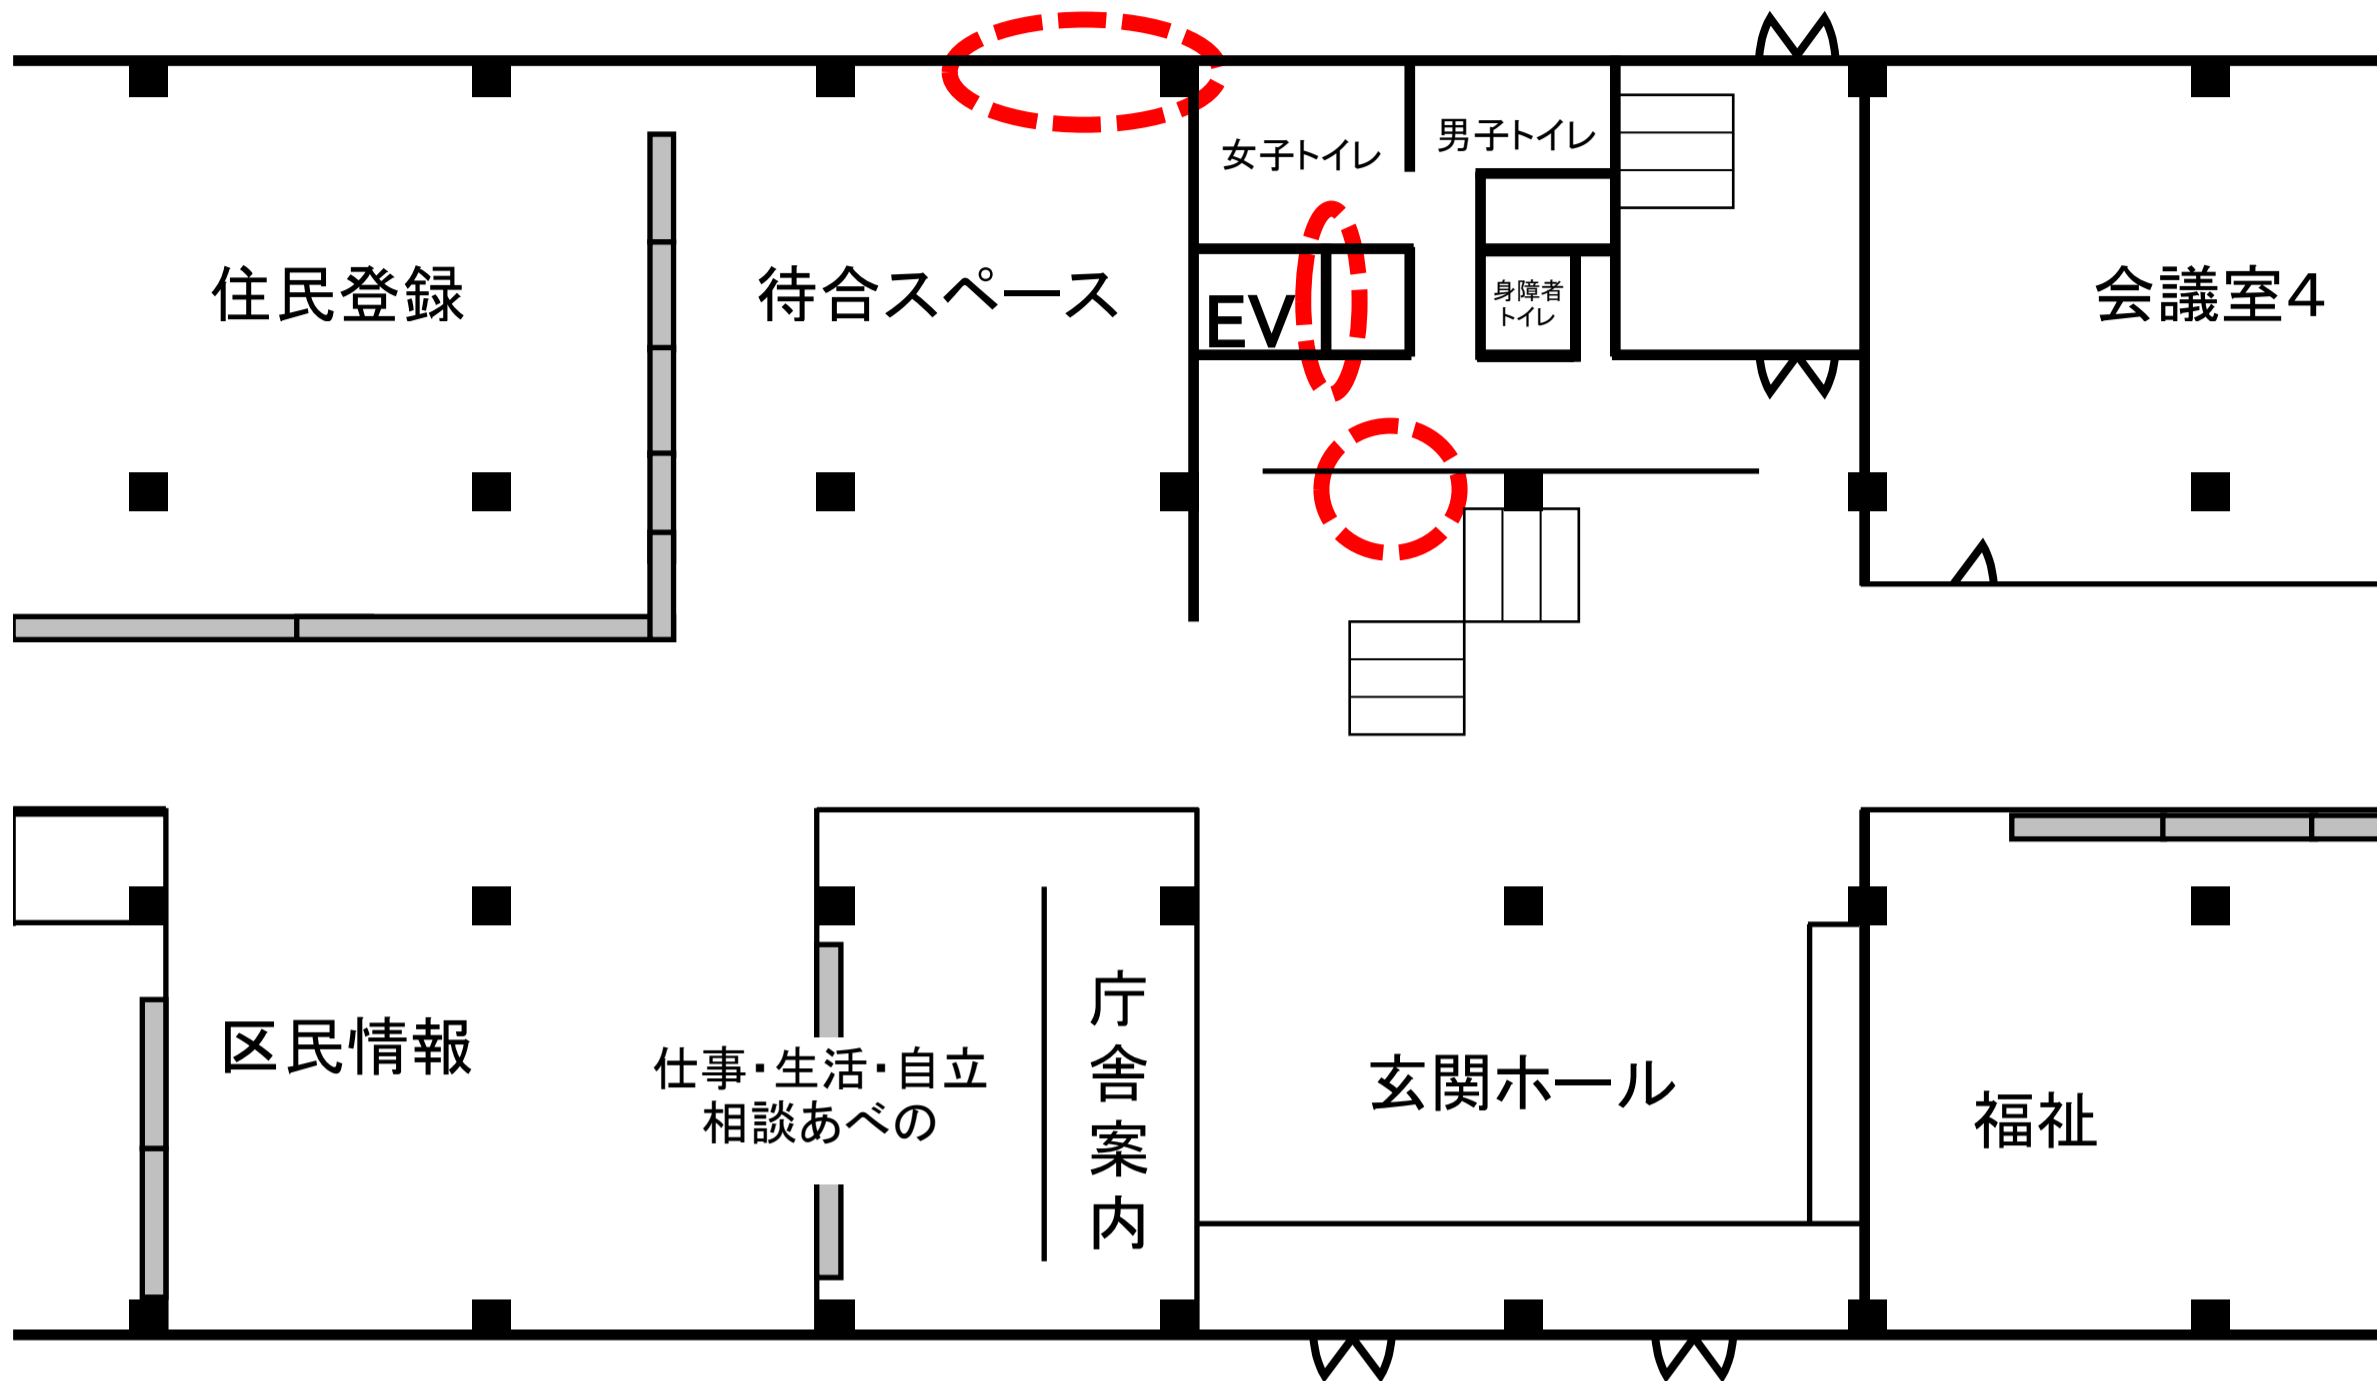 女子トイレ
男子トイレ
住民登録
待合スペース
EV
身障者
トイレ
会議室4
区民情報
仕事・生活・自立
相談あべの
庁舎案内
玄関ホール
福祉